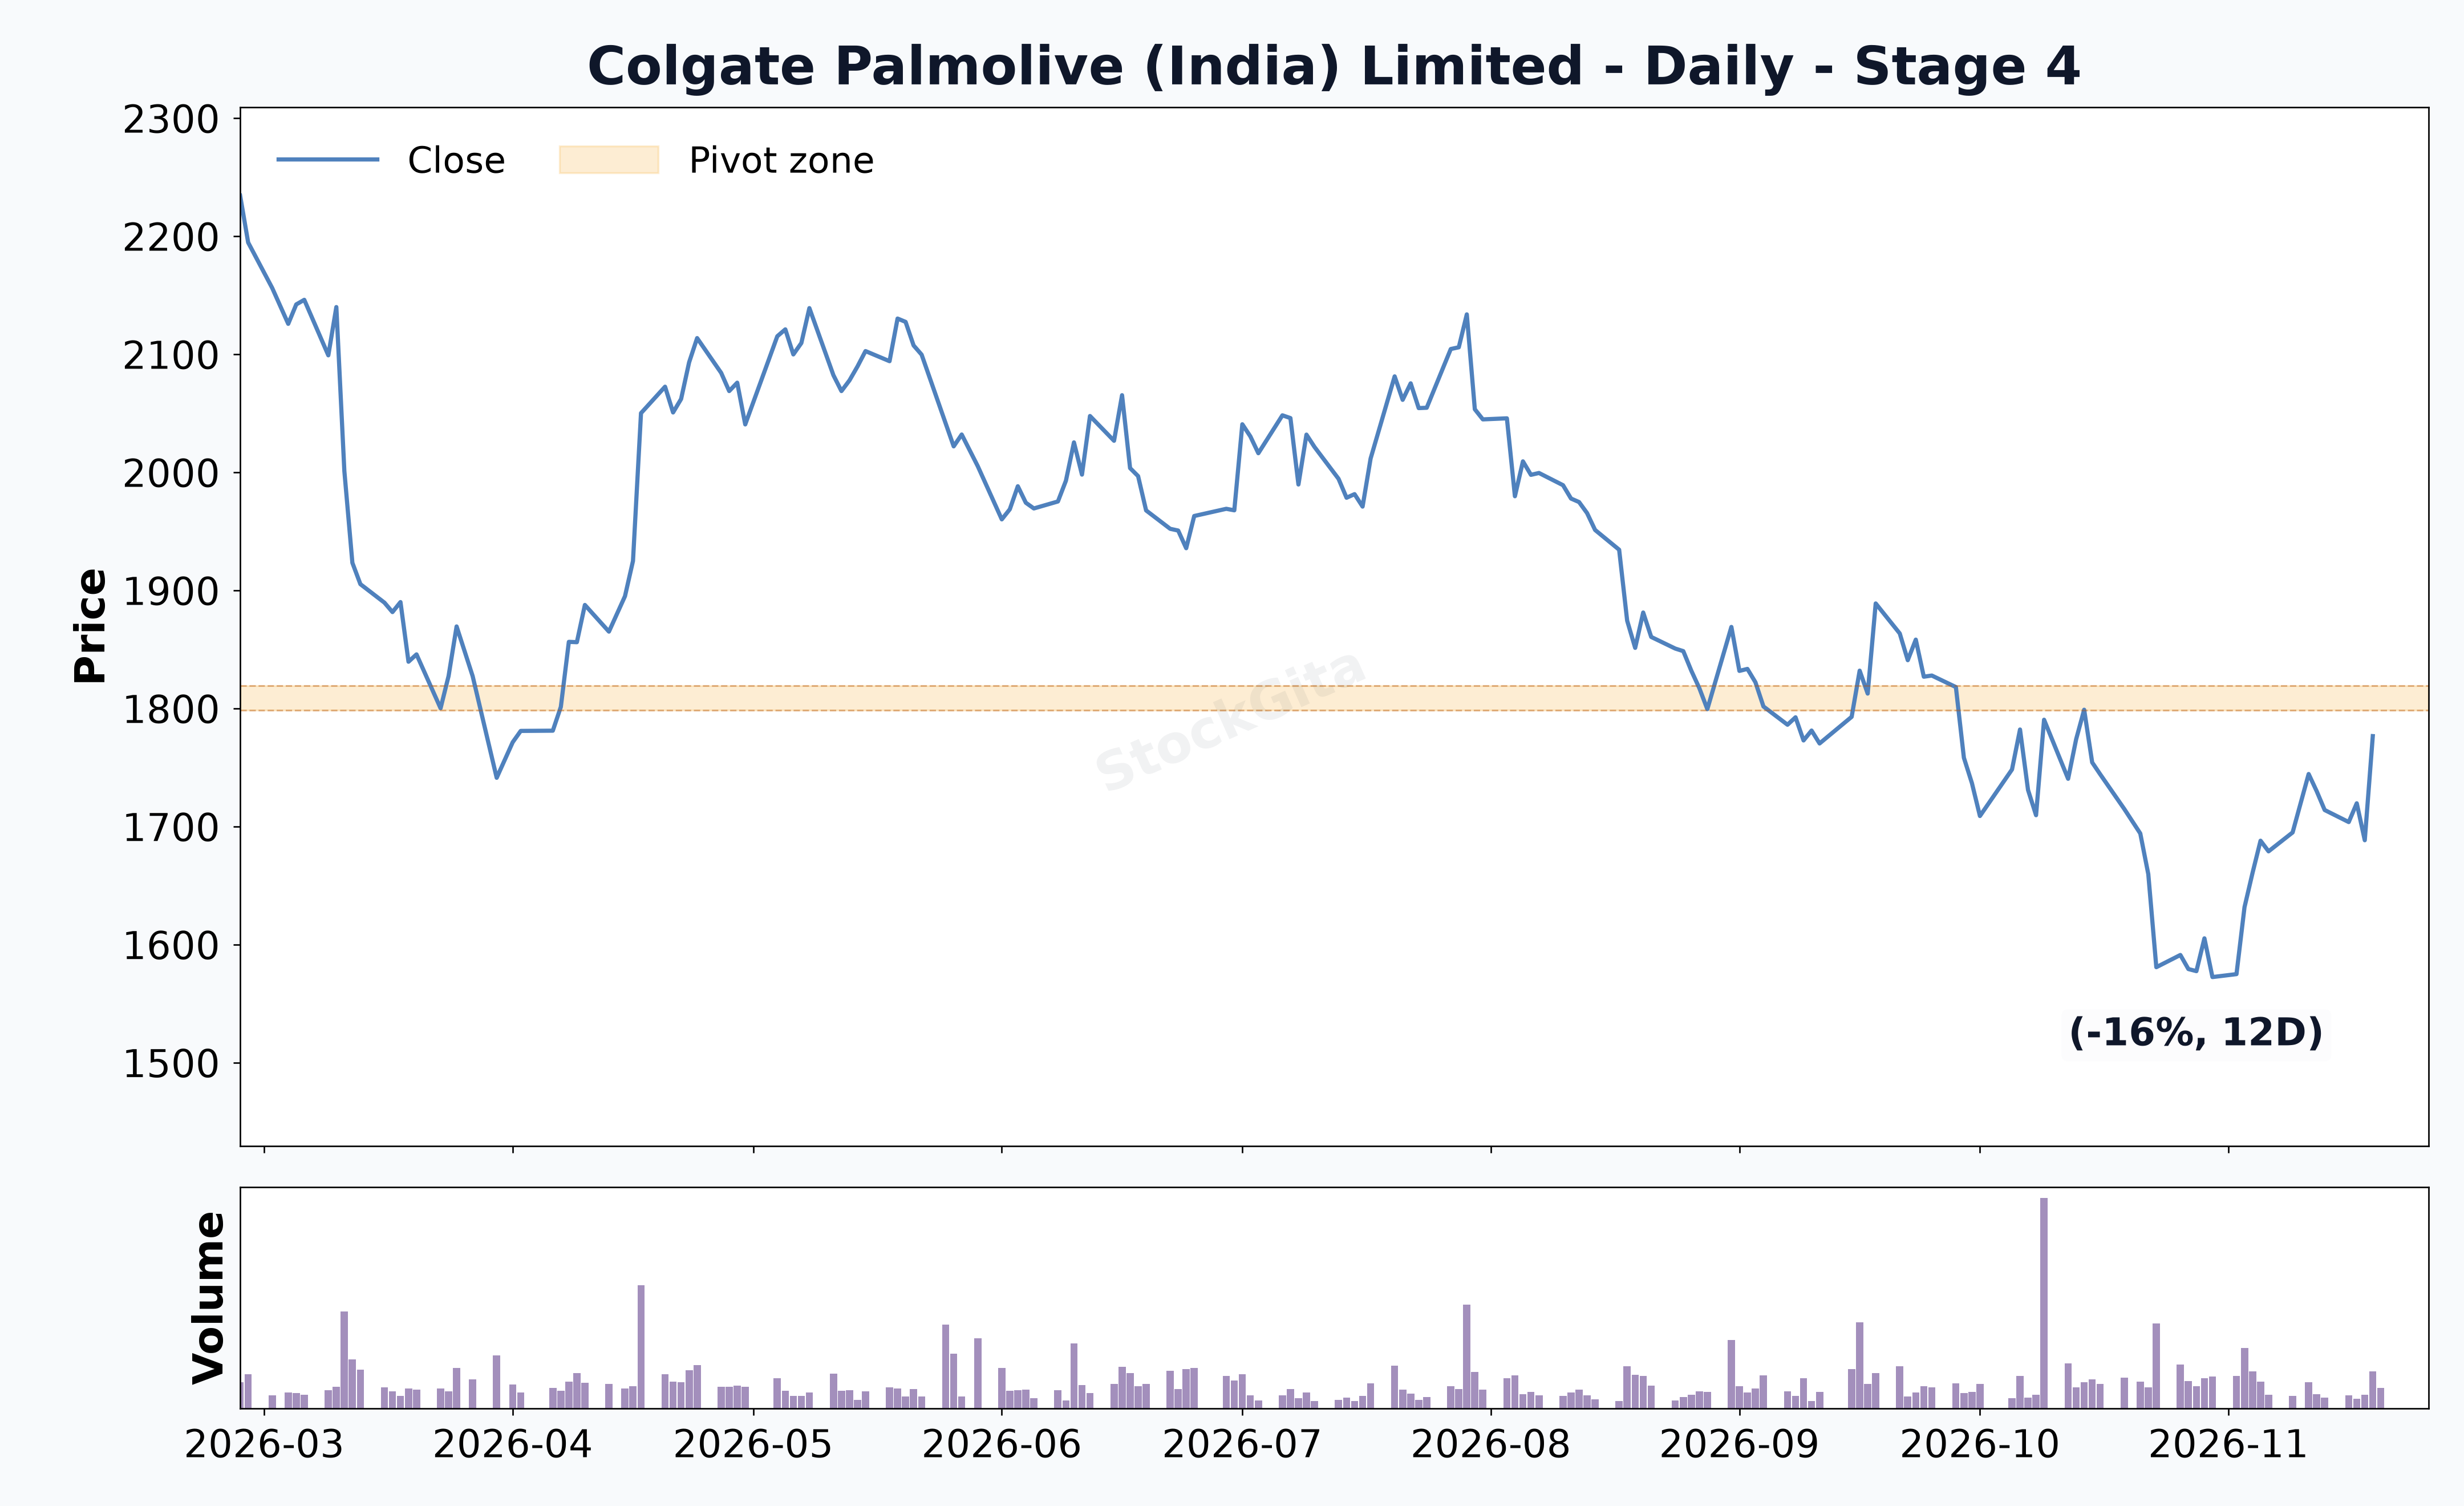 Colgate Palmolive (India) Limited - Daily - Stage 4
Close
Pivot zone
2300
2200
2100
2000
1900
1800
1700
1600
1500
Price
StockGita
(-16%, 12D)
Volume
2026-03
2026-04
2026-05
2026-06
2026-07
2026-08
2026-09
2026-10
2026-11